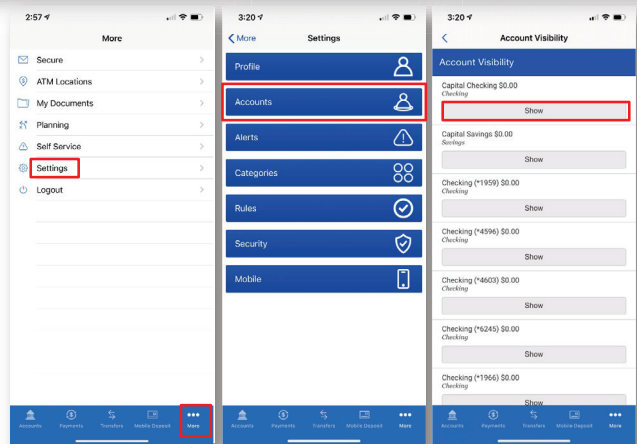 2:57
More
Secure
ATM Locations
My Documents
Planning
Self Service
Settings
Logout
Accounts Payments Transfers Mobile Deposit More
3:20
More Settings
Profile
Accounts
Alerts
Categories
Rules
Security
Mobile
Accounts Payments Transfers Mobile Deposit More
3:20
Account Visibility
Account Visibility
Capital Checking $0.00
Checking
Show
Capital Savings $0.00
Savings
Show
Checking (*1959) $0.00
Checking
Show
Checking (*4596) $0.00
Checking
Show
Checking (*4603) $0.00
Checking
Show
Checking (*6245) $0.00
Checking
Show
Checking (*1966) $0.00
Checking
Show
Accounts Payments Transfers Mobile Deposit More